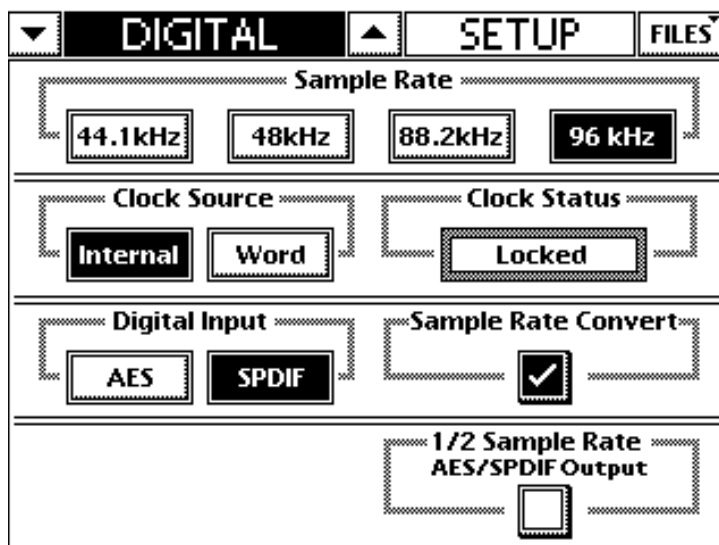 DIGITAL SETUP FILES
Sample Rate
44.1kHz 48kHz 88.2kHz 96 kHz
Clock Source Clock Status
Internal Word Locked
Digital Input Sample Rate Convert
AES SPDIF
1/2 Sample Rate
AES/SPDIF Output